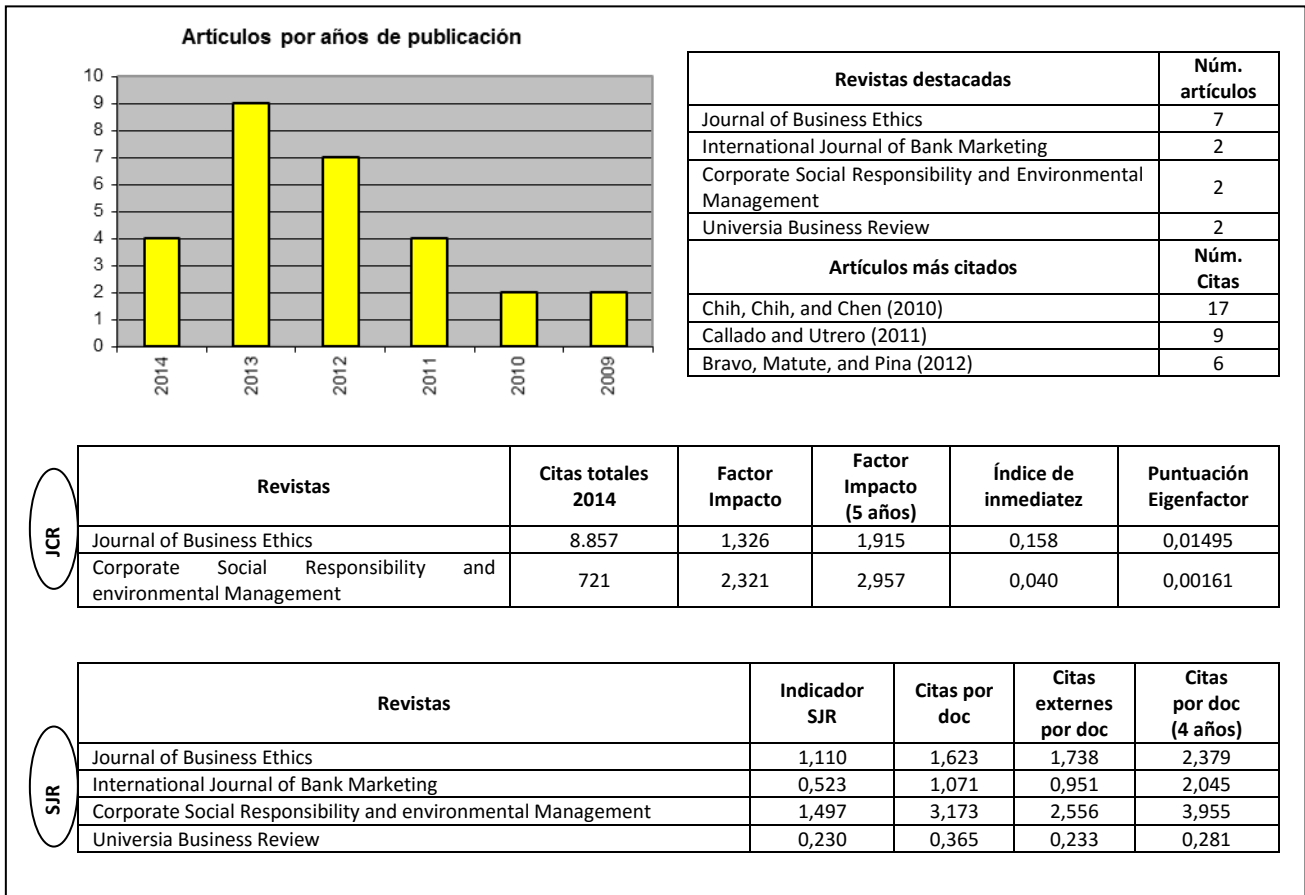 Artículos por años de publicación
10
9
8
7
6
5
4
3
2
1
0
2014
2013
2012
2011
2010
2009
Revistas destacadas
Núm.
artículos
Journal of Business Ethics
7
International Journal of Bank Marketing
2
Corporate Social Responsibility and Environmental
Management
2
Universia Business Review
2
Artículos más citados
Núm.
Citas
Chih, Chih, and Chen (2010)
17
Callado and Utrero (2011)
9
Bravo, Matute, and Pina (2012)
6
JCR
Revistas
Citas totales
2014
Factor
Impacto
Factor
Impacto
(5 años)
Índice de
inmediatez
Puntuación
Eigenfactor
Journal of Business Ethics
8.857
1,326
1,915
0,158
0,01495
Corporate Social Responsibility and
environmental Management
721
2,321
2,957
0,040
0,00161
SJR
Revistas
Indicador
SJR
Citas por
doc
Citas
externes
por doc
Citas
por doc
(4 años)
Journal of Business Ethics
1,110
1,623
1,738
2,379
International Journal of Bank Marketing
0,523
1,071
0,951
2,045
Corporate Social Responsibility and environmental Management
1,497
3,173
2,556
3,955
Universia Business Review
0,230
0,365
0,233
0,281